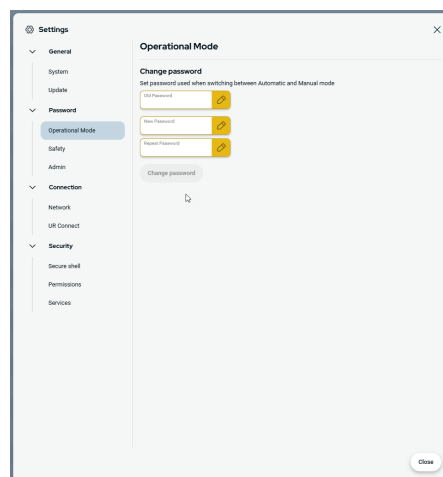 Settings
General
System
Update
Password
Operational Mode
Safety
Admin
Connection
Network
UR Connect
Security
Secure shell
Permissions
Services
Operational Mode
Change password
Set password used when switching between Automatic and Manual mode
Old Password
New Password
Repeat Password
Change password
Close